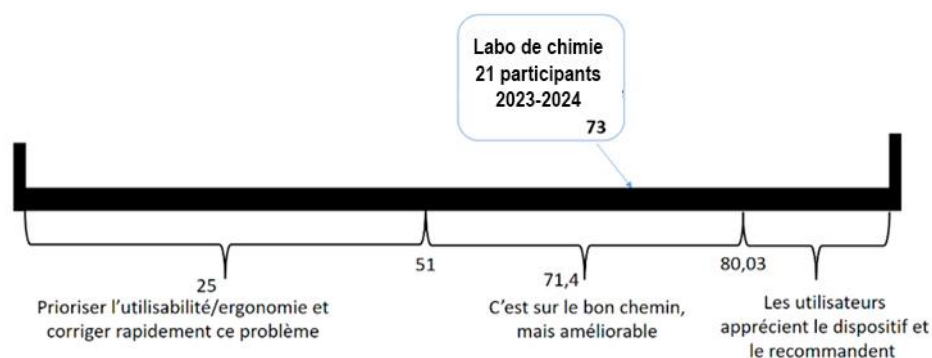 Labo de chimie
21 participants
2023-2024
73
25
51
71,4
80,03
Prioriser l'utilisabilité/ergonomie et
corriger rapidement ce problème
C'est sur le bon chemin,
mais améliorable
Les utilisateurs
apprécient le dispositif et
le recommandent